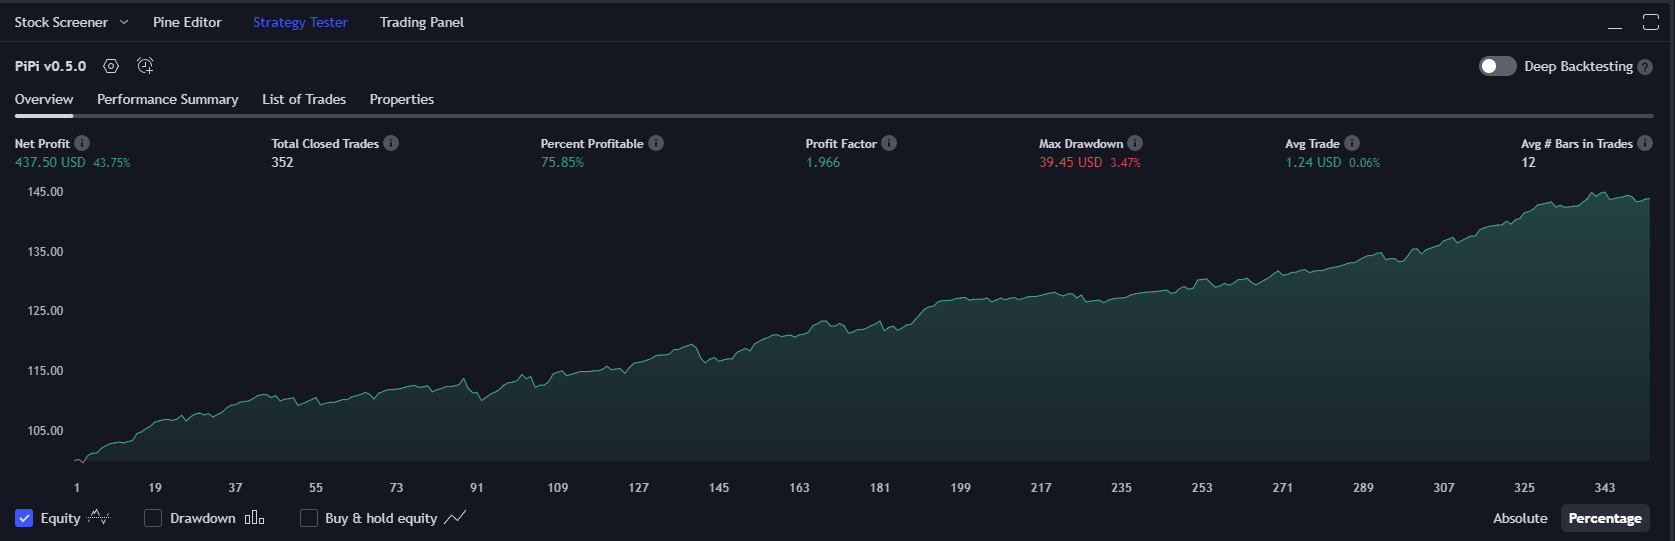 Stock Screener Pine Editor Strategy Tester Trading Panel
PiPi v0.5.0 Deep Backtesting ?
Overview Performance Summary List of Trades Properties
Net Profit Total Closed Trades Percent Profitable Profit Factor Max Drawdown Avg Trade Avg # Bars in Trades
437.50 USD 43.75% 352 75.85% 1.966 39.45 USD 3.47% 1.24 USD 0.06% 12
145.00
135.00
125.00
115.00
105.00
1 19 37 55 73 91 109 127 145 163 181 199 217 235 253 271 289 307 325 343
Equity Drawdown Buy & hold equity Absolute Percentage